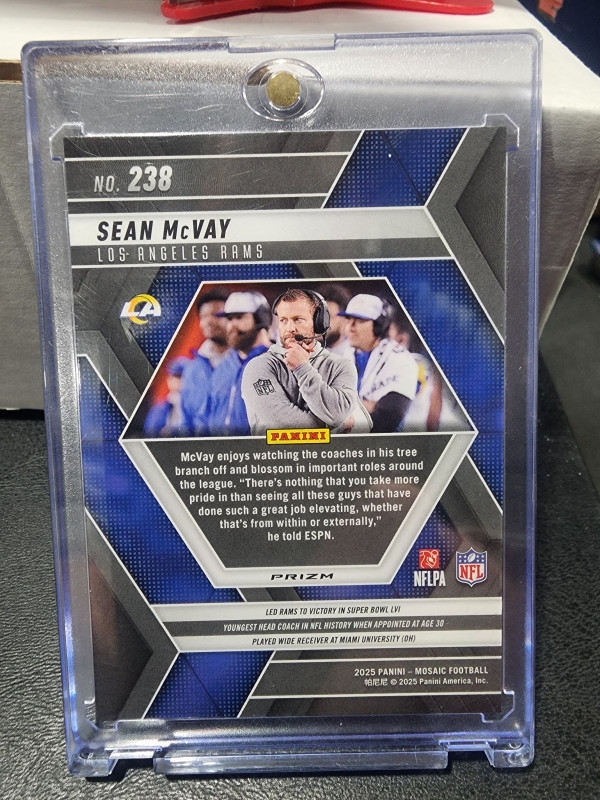 NO. 238
SEAN McVAY
LOS ANGELES RAMS
LA
NFL
PANINI
McVay enjoys watching the coaches in his tree
branch off and blossom in important roles around
the league. "There's nothing that you take more
pride in than seeing all these guys that have
done such a great job elevating, whether
that's from within or externally,"
he told ESPN.
PRIZM
NFLPA
NFL
LED RAMS TO VICTORY IN SUPER BOWL LVI
YOUNGEST HEAD COACH IN NFL HISTORY WHEN APPOINTED AT AGE 30
PLAYED WIDE RECEIVER AT MIAMI UNIVERSITY (OH)
2025 PANINI – MOSAIC FOOTBALL
帕尼尼 © 2025 Panini America, Inc.